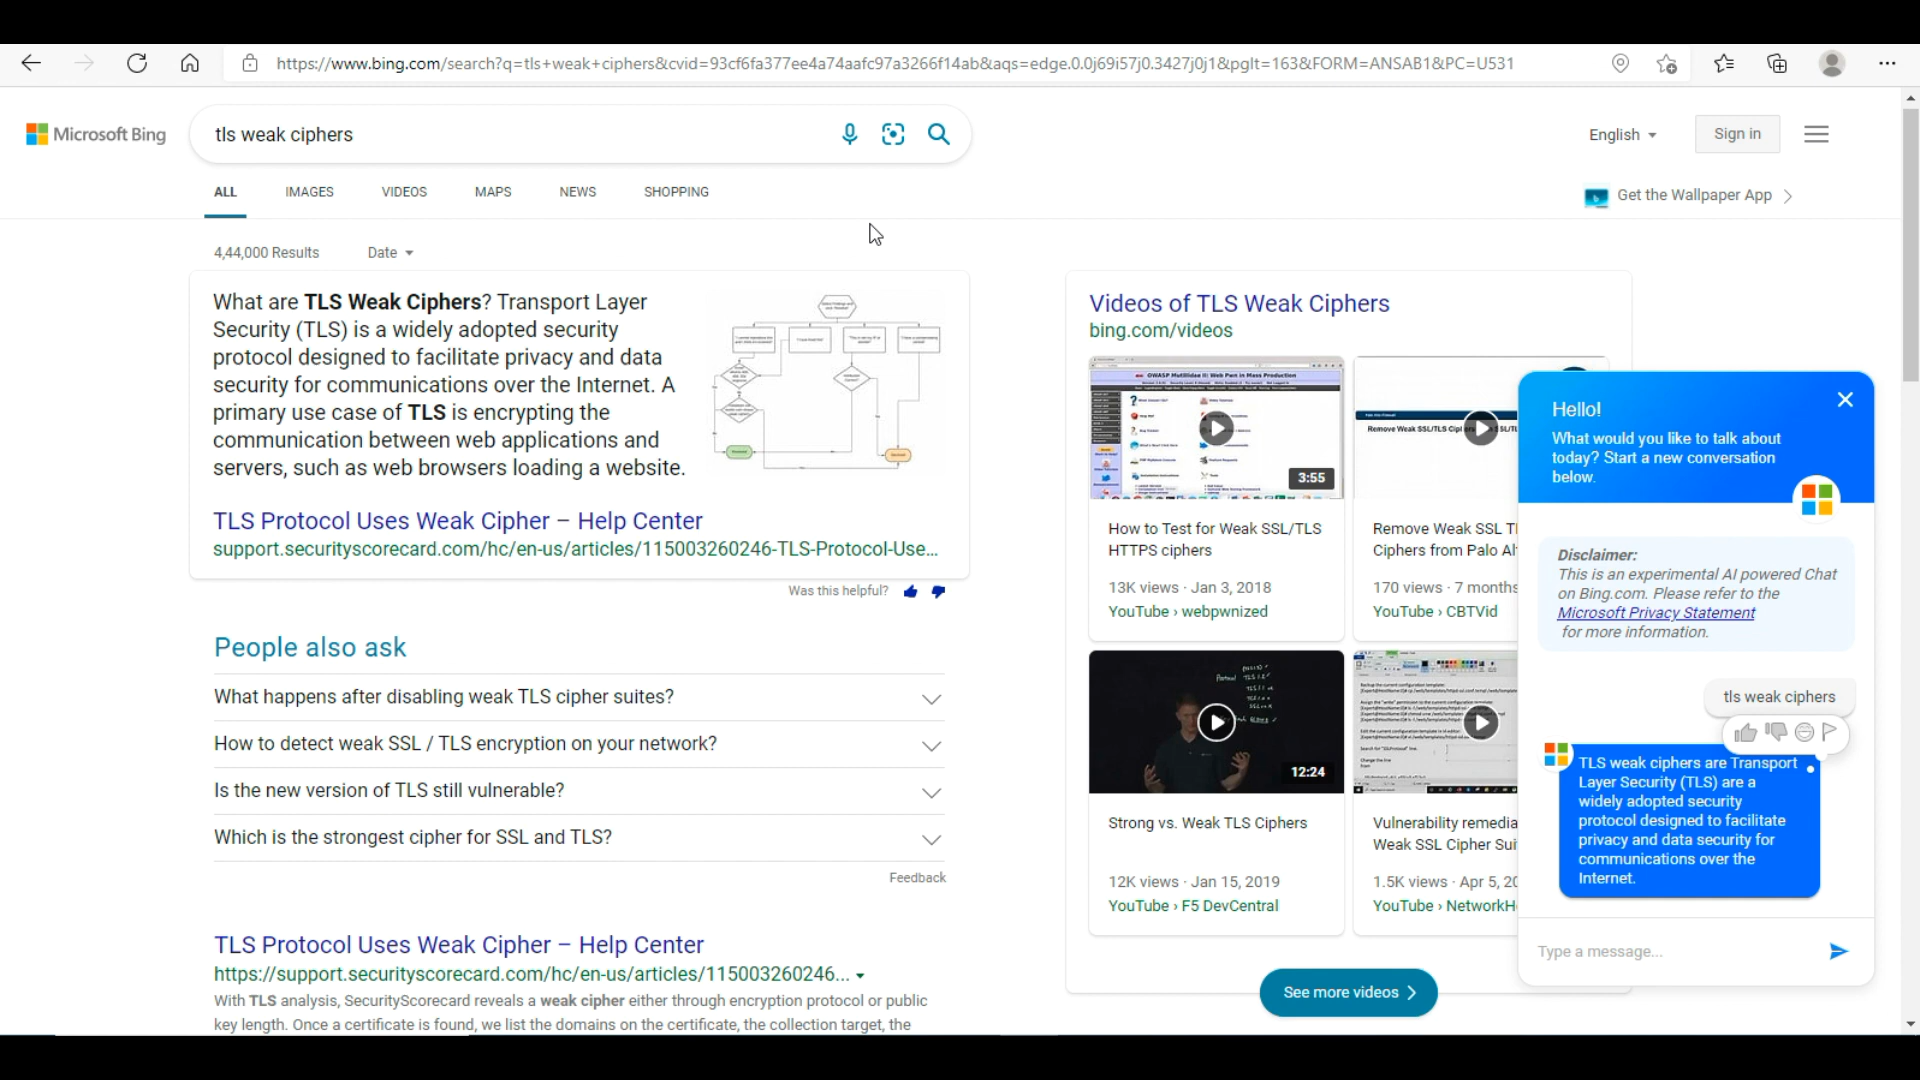 https://www.bing.com/search?q=tls+weak+ciphers&cvid=93cf6fa377ee4a74aafc97a3266f14ab&aqs=edge.0.0j69i57j0.3427j0j1&pglt=163&FORM=ANSAB1&PC=U531
Microsoft Bing
tls weak ciphers
English
Sign in
ALL IMAGES VIDEOS MAPS NEWS SHOPPING
Get the Wallpaper App
4,44,000 Results Date
What are TLS Weak Ciphers? Transport Layer
Security (TLS) is a widely adopted security
protocol designed to facilitate privacy and data
security for communications over the Internet. A
primary use case of TLS is encrypting the
communication between web applications and
servers, such as web browsers loading a website.
TLS Protocol Uses Weak Cipher – Help Center
support.securityscorecard.com/hc/en-us/articles/115003260246-TLS-Protocol-Use...
Was this helpful?
People also ask
What happens after disabling weak TLS cipher suites?
How to detect weak SSL / TLS encryption on your network?
Is the new version of TLS still vulnerable?
Which is the strongest cipher for SSL and TLS?
Feedback
TLS Protocol Uses Weak Cipher – Help Center
https://support.securityscorecard.com/hc/en-us/articles/115003260246...
With TLS analysis, SecurityScorecard reveals a weak cipher either through encryption protocol or public
key length. Once a certificate is found, we list the domains on the certificate, the collection target, the
Videos of TLS Weak Ciphers
bing.com/videos
3:55
How to Test for Weak SSL/TLS
HTTPS ciphers
13K views · Jan 3, 2018
YouTube › webpwnized
Remove Weak SSL/TLS
Remove Weak SSL
Ciphers from Palo
170 views · 7 months
YouTube › CBTVid
12:24
Strong vs. Weak TLS Ciphers
12K views · Jan 15, 2019
YouTube › F5 DevCentral
Vulnerability
Weak SSL Cipher
1.5K views · Apr 5,
YouTube ›
See more videos
Hello!
What would you like to talk about
today? Start a new conversation
below.
Disclaimer:
This is an experimental AI powered Chat
on Bing.com. Please refer to the
Microsoft Privacy Statement
for more information.
tls weak ciphers
TLS weak ciphers are Transport
Layer Security (TLS) are a
widely adopted security
protocol designed to facilitate
privacy and data security for
communications over the
Internet.
Type a message...